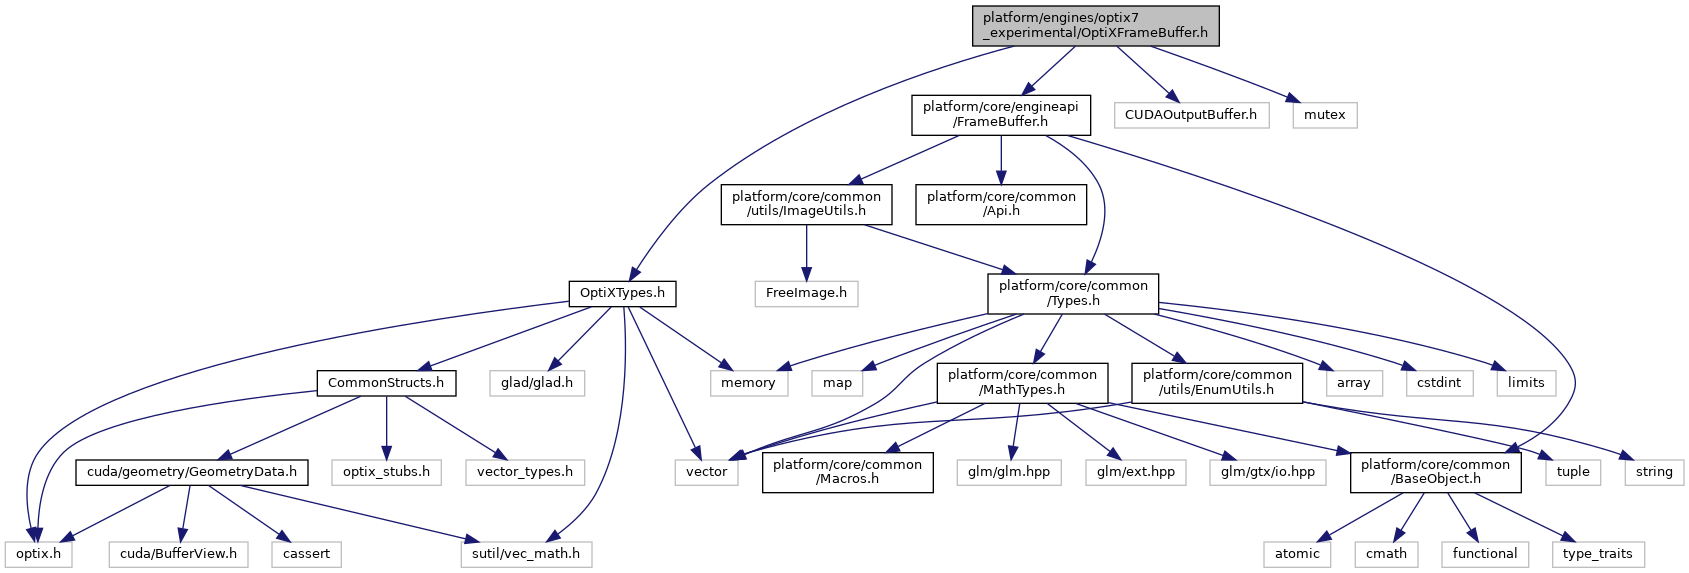 platform/engines/optix7
_experimental/OptiXFrameBuffer.h
platform/core/engineapi
/FrameBuffer.h
CUDAOutputBuffer.h
mutex
platform/core/common
/utils/ImageUtils.h
platform/core/common
/Api.h
OptiXTypes.h
FreeImage.h
platform/core/common
/Types.h
CommonStructs.h
glad/glad.h
memory
map
platform/core/common
/MathTypes.h
platform/core/common
/utils/EnumUtils.h
array
cstdint
limits
cuda/geometry/GeometryData.h
optix_stubs.h
vector_types.h
vector
platform/core/common
/Macros.h
glm/glm.hpp
glm/ext.hpp
glm/gtx/io.hpp
platform/core/common
/BaseObject.h
tuple
string
optix.h
cuda/BufferView.h
cassert
sutil/vec_math.h
atomic
cmath
functional
type_traits